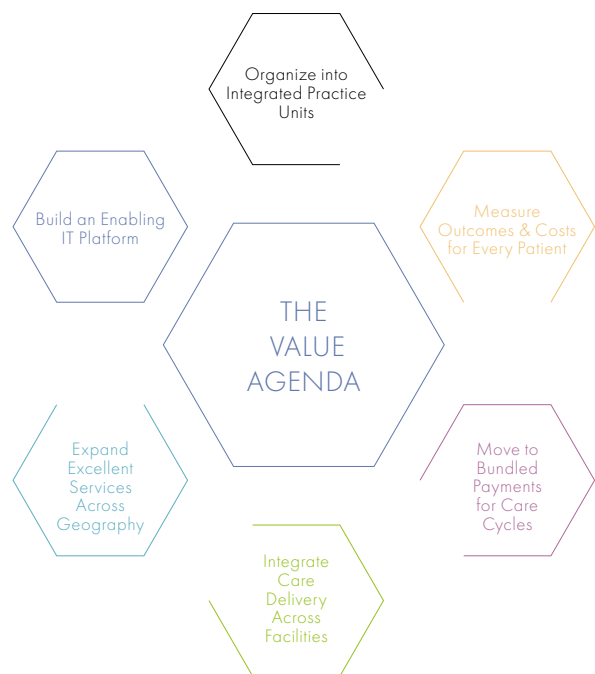 Organize into
Integrated Practice
Units
Build an Enabling
IT Platform
Measure
Outcomes & Costs
for Every Patient
THE
VALUE
AGENDA
Expand
Excellent
Services
Across
Geography
Move to
Bundled
Payments
for Care
Cycles
Integrate
Care
Delivery
Across
Facilities